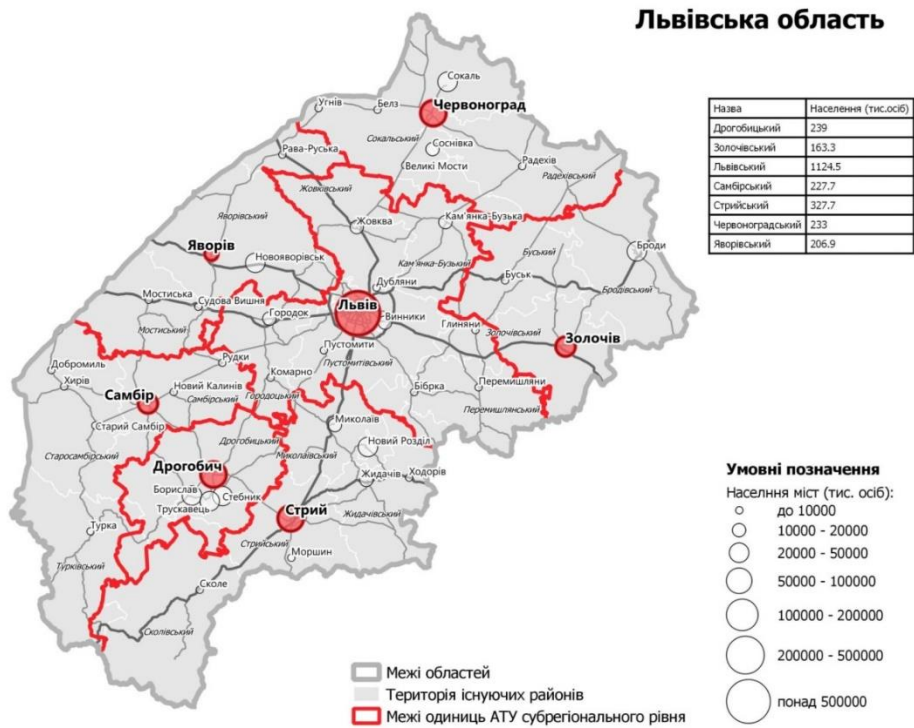 Львівська область
Назва Населення (тис.осіб)
Дрогобицький 239
Золочівський 163.3
Львівський 1124.5
Самбірський 227.7
Стрийський 327.7
Червоноградський 233
Яворівський 206.9
Сокаль
Угнів
Белз
Червоноград
Сокальський
Соснівка
Рава-Руська
Великі Мости
Радехів
Радехівський
Жовківський
Яворівський
Жовква
Кам'янка-Бузька
Яворів
Новояворівськ
Кам'янка-Бузький
Буський
Броди
Буськ
Бродівський
Дубляни
Мостиська
Судова Вишня
Львів
Городок
Винники
Мостиський
Глиняни
Золочівський
Золочів
Пустомити
Пустомитівський
Добромиль
Рудки
Хирів
Комарно
Новий Калинів
Самбір
Самбірський
Городоцький
Бібрка
Перемишляни
Перемишлянський
Старий Самбір
Миколаїв
Дрогобицький
Новий Розділ
Старосамбірський
Миколаївський
Дрогобич
Жидачів
Ходорів
Борислав
Стебник
Трускавець
Стрий
Жидачівський
Турка
Стрийський
Моршин
Турківський
Сколе
Сколівський
Умовні позначення
Населння міст (тис. осіб):
до 10000
10000 - 20000
20000 - 50000
50000 - 100000
100000 - 200000
200000 - 500000
понад 500000
Межі областей
Територія існуючих районів
Межі одиниць АТУ субрегіонального рівня